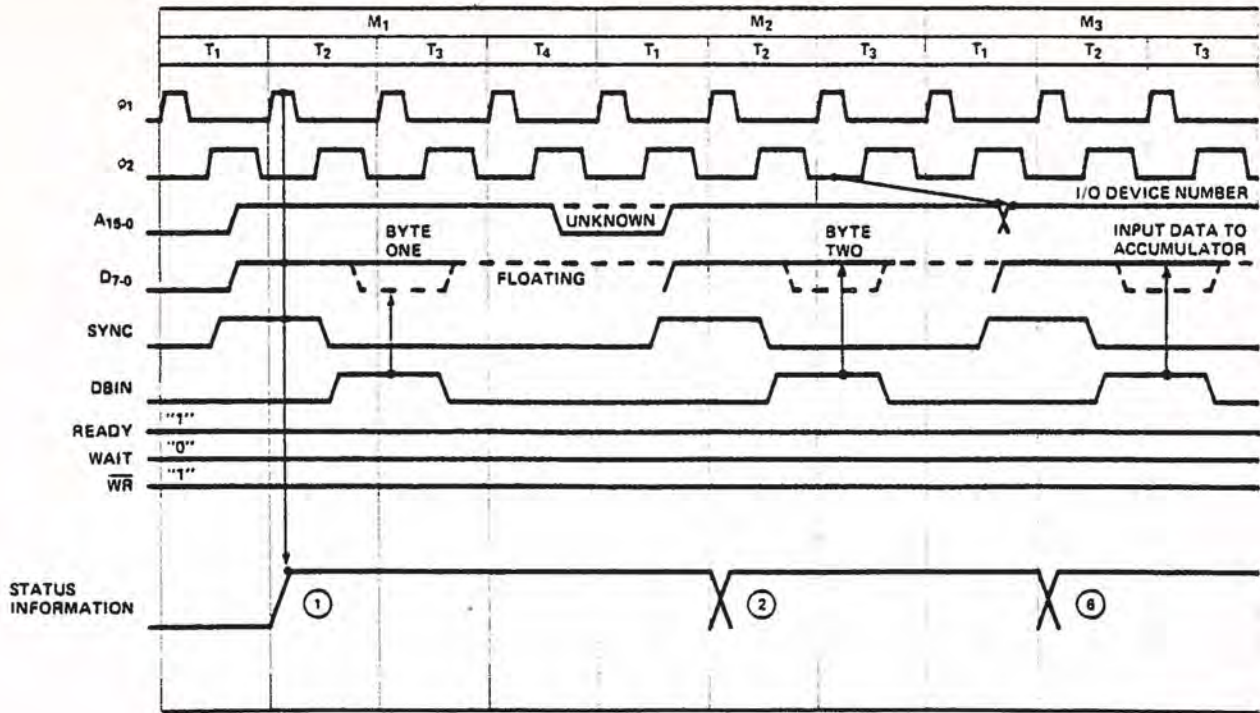 M1 M2 M3
T1 T2 T3 T4 T1 T2 T3 T1 T2 T3
φ1
φ2
I/O DEVICE NUMBER
A15-0
UNKNOWN
BYTE
ONE
BYTE
TWO
INPUT DATA TO
ACCUMULATOR
D7-0
FLOATING
SYNC
DBIN
READY "1"
WAIT "0"
WR "1"
STATUS
INFORMATION
1 2 6